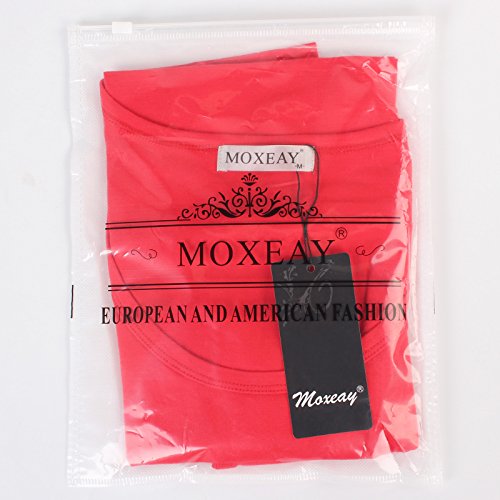 MOXEAY®
M
MOXEAY®
EUROPEAN AND AMERICAN FASHION
Moxeay®